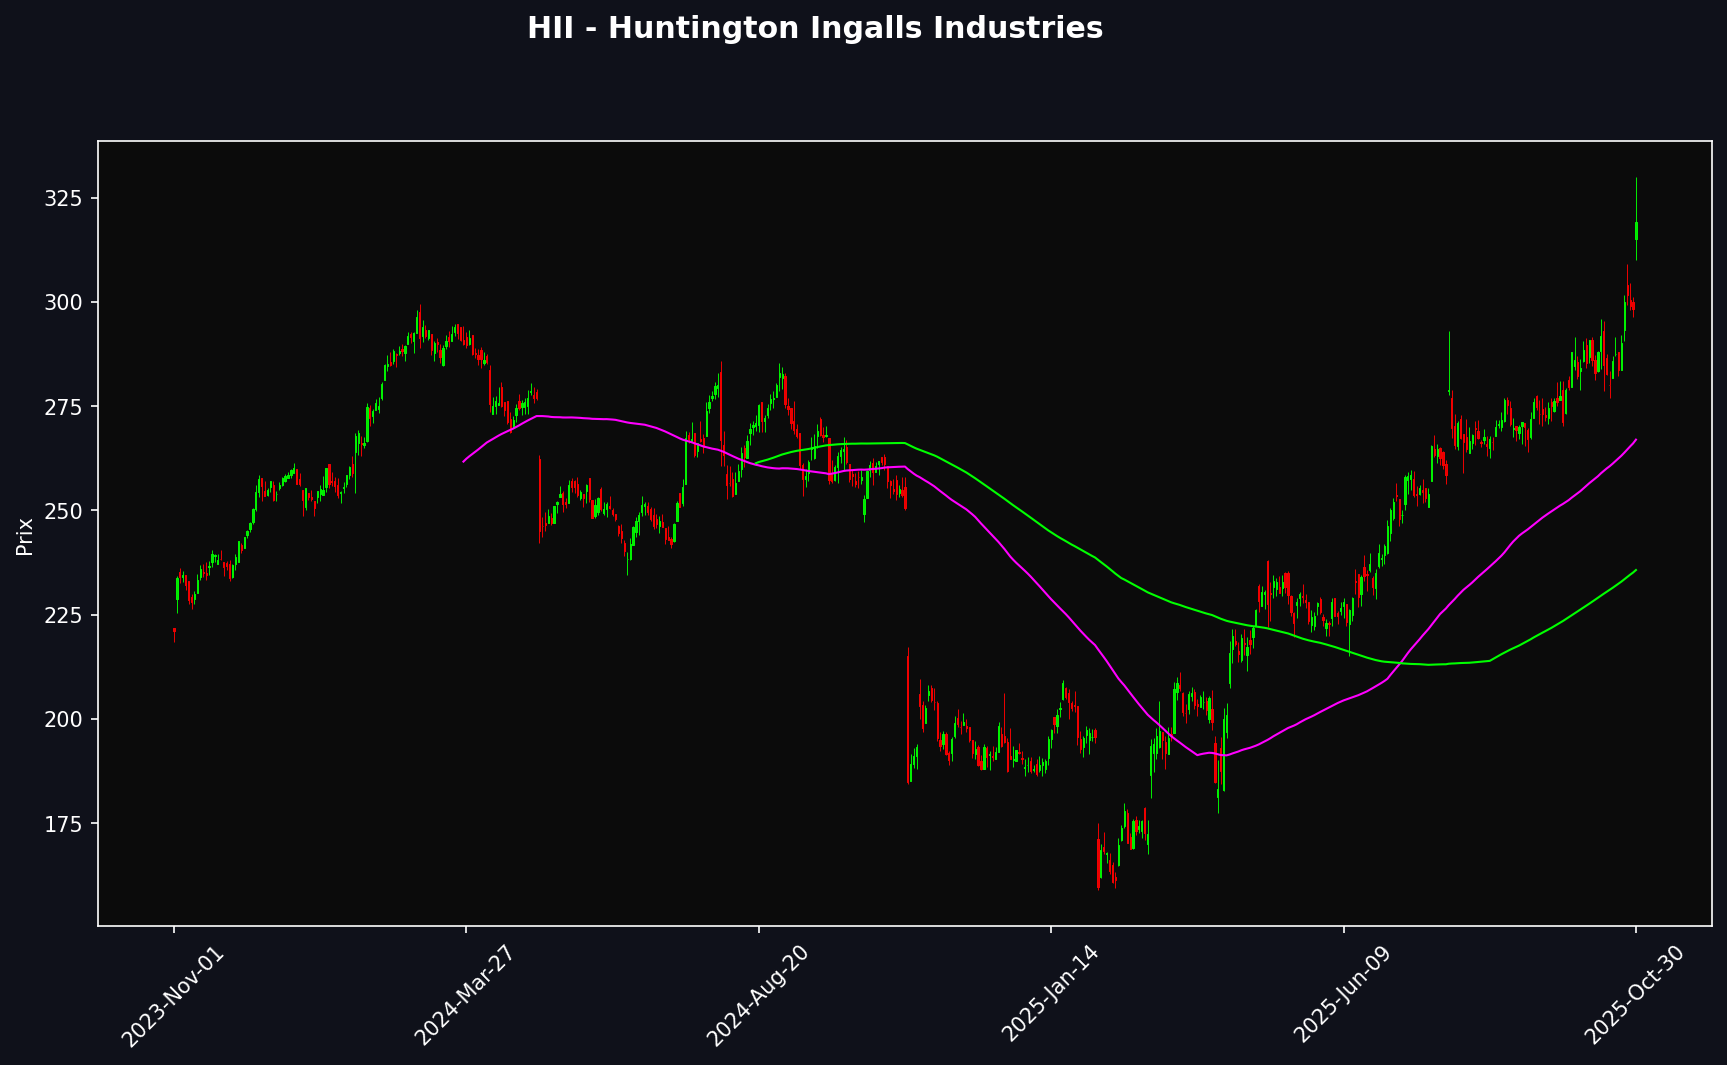 HII - Huntington Ingalls Industries
Prix
325
300
275
250
225
200
175
2023-Nov-01
2024-Mar-27
2024-Aug-20
2025-Jan-14
2025-Jun-09
2025-Oct-30